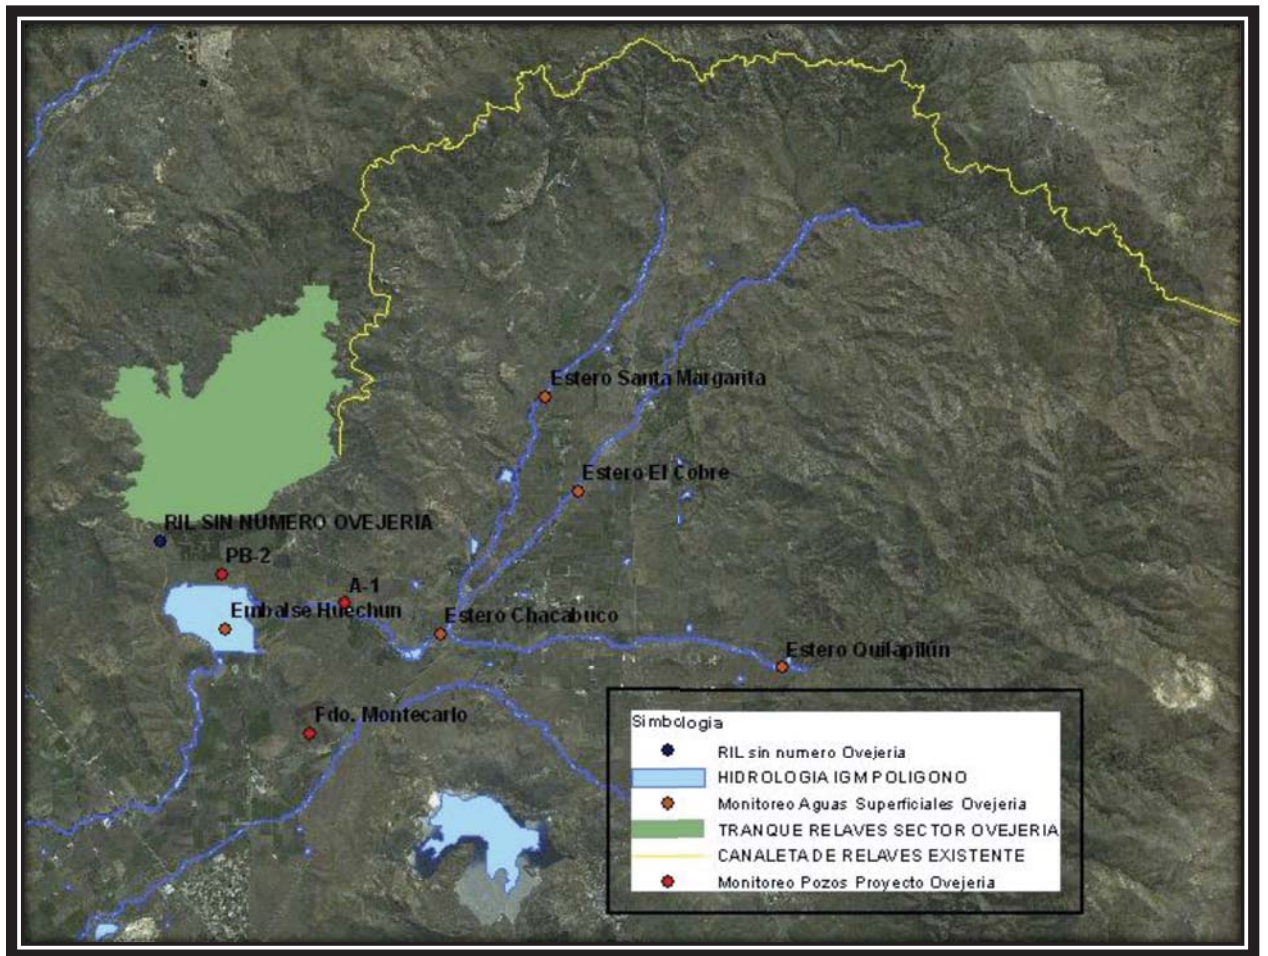 Estero Santa Margarita
Estero El Cobre
RIL SIN NUMERO OVEJERIA
PB-2
A-1
Embalse Huechun
Estero Chacabuco
Estero Quilapilún
Fdo. Montecarlo
Simbologia
RIL sin numero Ovejeria
HIDROLOGIA IGM POLIGONO
Monitoreo Aguas Superficiales Ovejeria
TRANQUE RELAVES SECTOR OVEJERIA
CANALETA DE RELAVES EXISTENTE
Monitoreo Pozos Proyecto Ovejeria